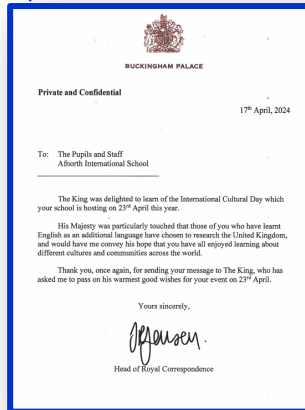 BUCKINGHAM PALACE
Private and Confidential
17th April, 2024
To: The Pupils and Staff
Afnorth International School
The King was delighted to learn of the International Cultural Day which
your school is hosting on 23rd April this year.
His Majesty was particularly touched that those of you who have learnt
English as an additional language have chosen to research the United Kingdom,
and would have me convey his hope that you have all enjoyed learning about
different cultures and communities across the world.
Thank you, once again, for sending your message to The King, who has
asked me to pass on his warmest good wishes for your event on 23rd April.
Yours sincerely,
Head of Royal Correspondence